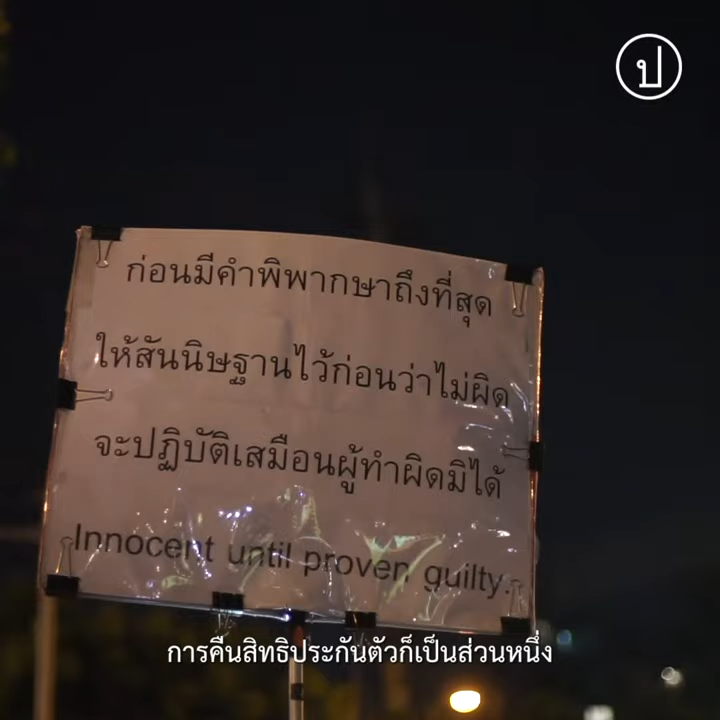 ป
ก่อนมีคำพิพากษาถึงที่สุด
ให้สันนิษฐานไว้ก่อนว่าไม่ผิด
จะปฏิบัติเสมือนผู้ทำผิดมิได้
Innocent until proven guilty.
การคืนสิทธิประกันตัวก็เป็นส่วนหนึ่ง